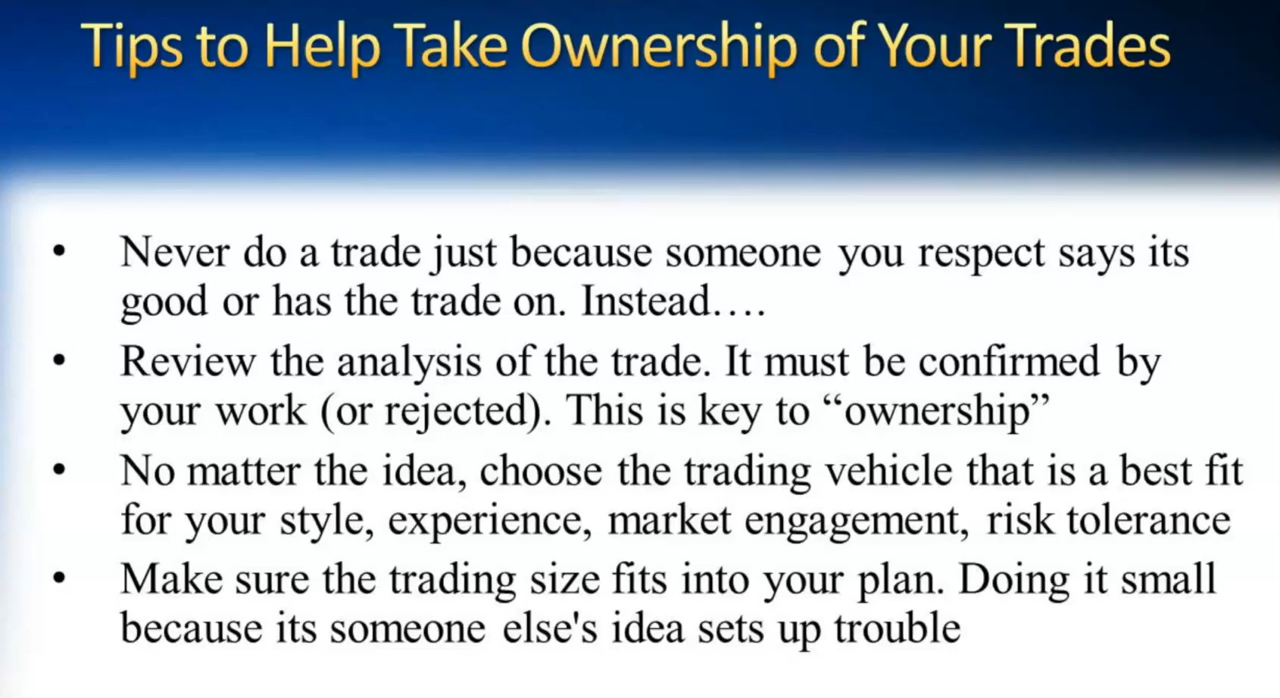 Tips to Help Take Ownership of Your Trades
• Never do a trade just because someone you respect says its
good or has the trade on. Instead….
• Review the analysis of the trade. It must be confirmed by
your work (or rejected). This is key to “ownership”
• No matter the idea, choose the trading vehicle that is a best fit
for your style, experience, market engagement, risk tolerance
• Make sure the trading size fits into your plan. Doing it small
because its someone else's idea sets up trouble